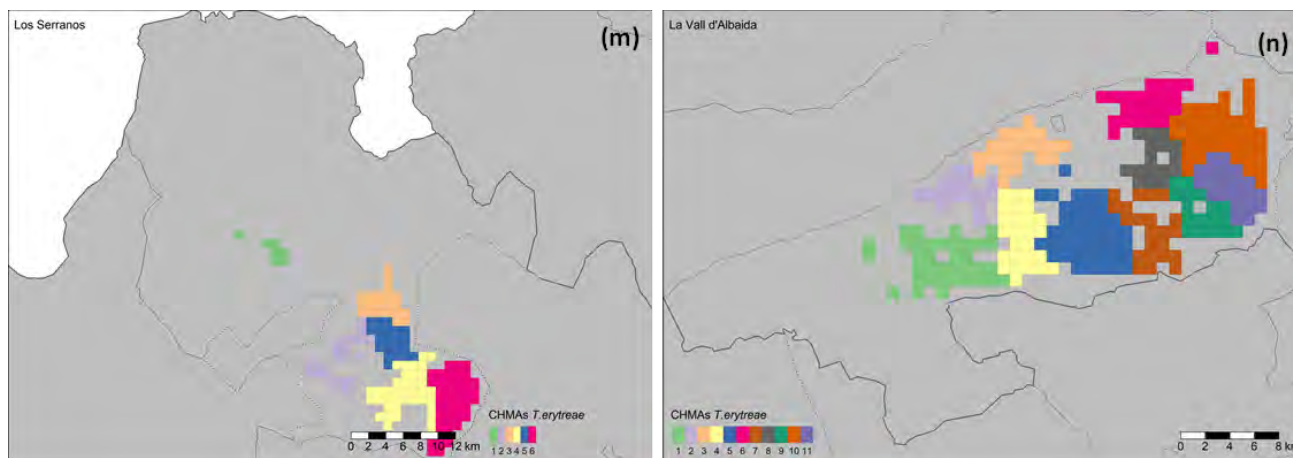 Los Serranos
(m)
CHMAs T.erytreae
1 2 3 4 5 6
0 2 4 6 8 10 12 km
La Vall d'Albaida
(n)
CHMAs T.erytreae
1 2 3 4 5 6 7 8 9 10 11
0 2 4 6 8 km